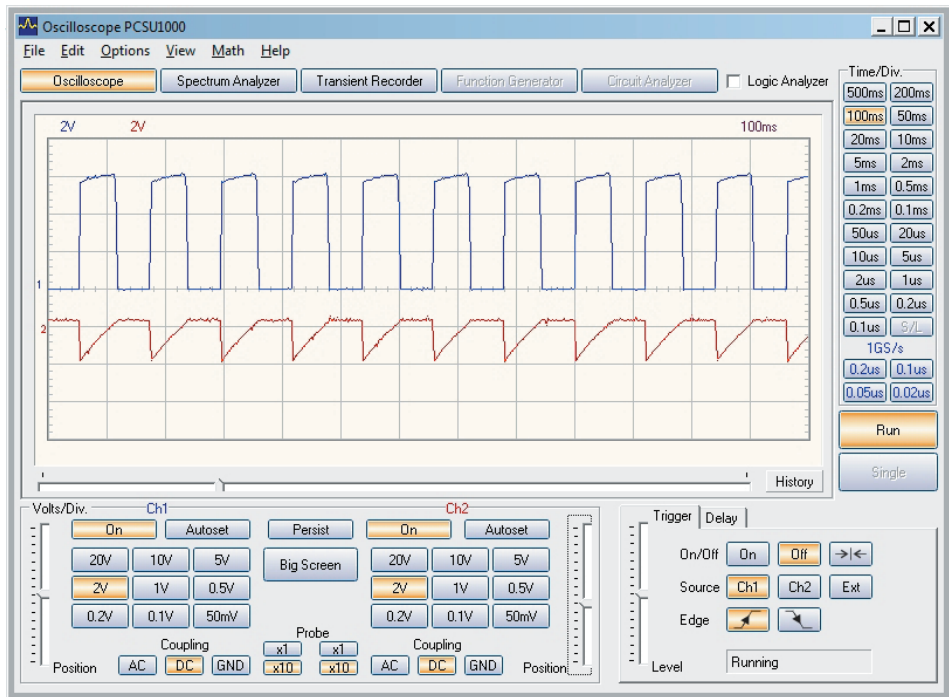 Oscilloscope PCSU1000
File Edit Options View Math Help
Oscilloscope Spectrum Analyzer Transient Recorder Function Generator Circuit Analyzer Logic Analyzer
2V 2V 100ms
1
2
History
Time/Div.
500ms 200ms
100ms 50ms
20ms 10ms
5ms 2ms
1ms 0.5ms
0.2ms 0.1ms
50us 20us
10us 5us
2us 1us
0.5us 0.2us
0.1us S/L
1GS/s
0.2us 0.1us
0.05us 0.02us
Run
Single
Volts/Div. Ch1 Ch2
On Autoset Persist On Autoset
20V 10V 5V Big Screen 20V 10V 5V
2V 1V 0.5V 2V 1V 0.5V
0.2V 0.1V 50mV 0.2V 0.1V 50mV
Coupling Probe Coupling
x1 x1
Position AC DC GND x10 x10 AC DC GND Position
Trigger Delay
On/Off On Off
Source Ch1 Ch2 Ext
Edge
Level Running